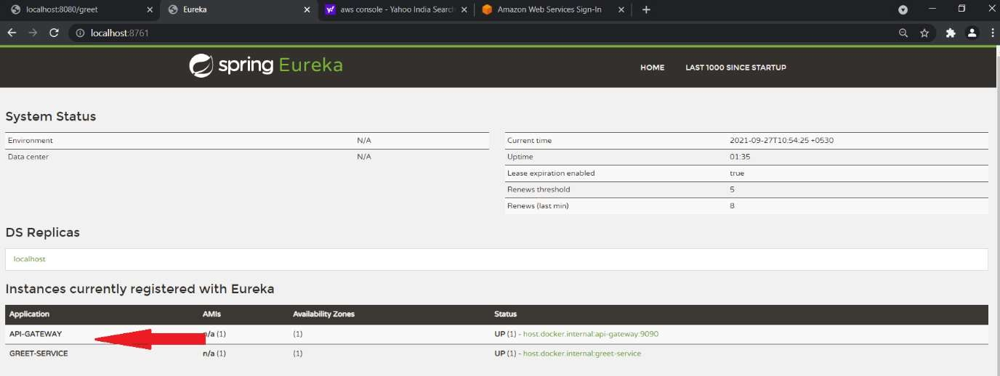 localhost:8080/greet Eureka aws console - Yahoo India Search Amazon Web Services Sign-In
localhost:8761
spring Eureka HOME LAST 1000 SINCE STARTUP
System Status
Environment N/A Current time 2021-09-27T10:54:25 +0530
Data center N/A Uptime 01:35
Lease expiration enabled true
Renews threshold 5
Renews (last min) 8
DS Replicas
localhost
Instances currently registered with Eureka
Application AMIs Availability Zones Status
API-GATEWAY n/a (1) (1) UP (1) - host.docker.internal:api-gateway:9090
GREET-SERVICE n/a (1) (1) UP (1) - host.docker.internal:greet-service